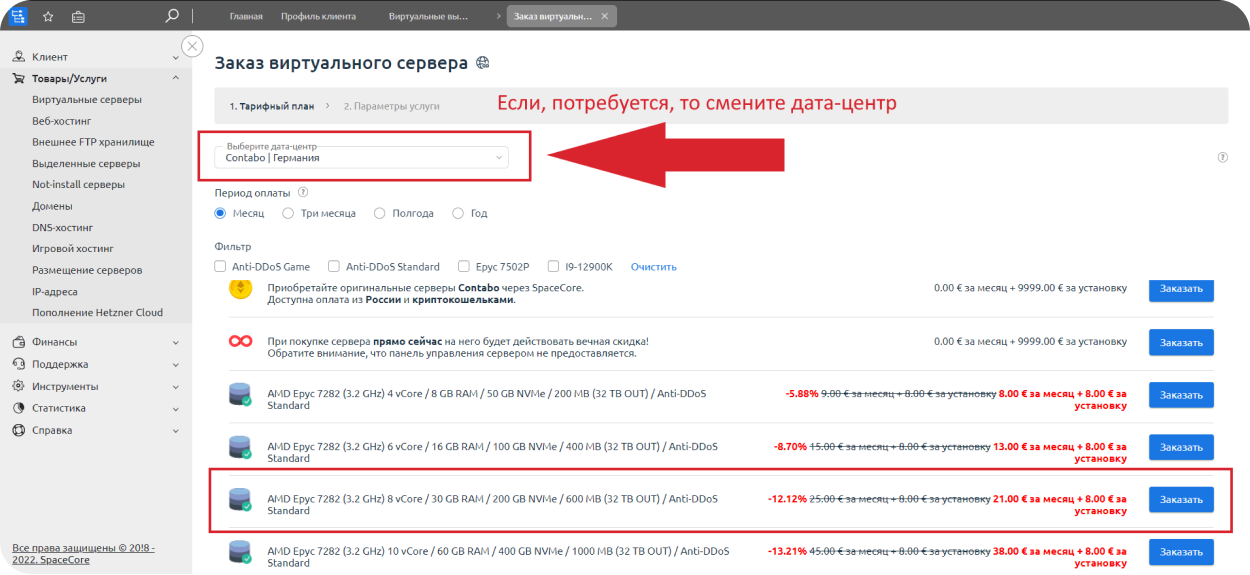 Главная Профиль клиента Виртуальные вы... > Заказ виртуальн... ×
Клиент
Товары/Услуги
Виртуальные серверы
Веб-хостинг
Внешнее FTP хранилище
Выделенные серверы
Not-install серверы
Домены
DNS-хостинг
Игровой хостинг
Размещение серверов
IP-адреса
Пополнение Hetzner Cloud
Финансы
Поддержка
Инструменты
Статистика
Справка
Все права защищены © 20!8 -
2022. SpaceCore
Заказ виртуального сервера
1. Тарифный план > 2. Параметры услуги
Если, потребуется, то смените дата-центр
Выберите дата-центр
Contabo | Германия
Период оплаты ?
Месяц Три месяца Полгода Год
Фильтр
Anti-DDoS Game Anti-DDoS Standard Epyc 7502P I9-12900K Очистить
Приобретайте оригинальные серверы Contabo через SpaceCore.
Доступна оплата из России и криптокошельками.
0.00 € за месяц + 9999.00 € за установку
Заказать
При покупке сервера прямо сейчас на него будет действовать вечная скидка!
Обратите внимание, что панель управления сервером не предоставляется.
0.00 € за месяц + 9999.00 € за установку
Заказать
AMD Epyc 7282 (3.2 GHz) 4 vCore / 8 GB RAM / 50 GB NVMe / 200 MB (32 TB OUT) / Anti-DDoS
Standard
-5.88% 9.00 € за месяц + 8.00 € за установку 8.00 € за месяц + 8.00 € за
установку
Заказать
AMD Epyc 7282 (3.2 GHz) 6 vCore / 16 GB RAM / 100 GB NVMe / 400 MB (32 TB OUT) / Anti-DDoS
Standard
-8.70% 15.00 € за месяц + 8.00 € за установку 13.00 € за месяц + 8.00 € за
установку
Заказать
AMD Epyc 7282 (3.2 GHz) 8 vCore / 30 GB RAM / 200 GB NVMe / 600 MB (32 TB OUT) / Anti-DDoS
Standard
-12.12% 25.00 € за месяц + 8.00 € за установку 21.00 € за месяц + 8.00 € за
установку
Заказать
AMD Epyc 7282 (3.2 GHz) 10 vCore / 60 GB RAM / 400 GB NVMe / 1000 MB (32 TB OUT) / Anti-DDoS
Standard
-13.21% 45.00 € за месяц + 8.00 € за установку 38.00 € за месяц + 8.00 € за
установку
Заказать